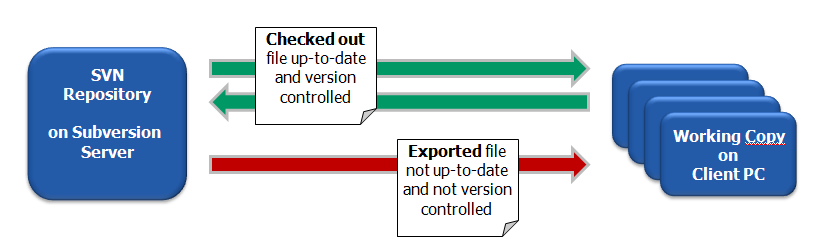 SVN
Repository
on Subversion
Server
Checked out
file up-to-date
and version
controlled
Exported file
not up-to-date
and not version
controlled
Working Copy
on
Client PC